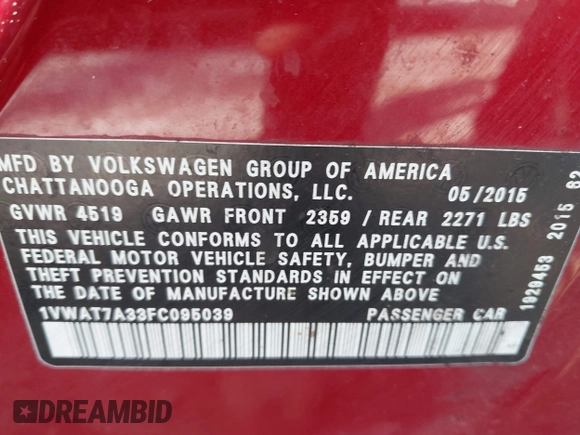 MFD BY VOLKSWAGEN GROUP OF AMERICA
CHATTANOOGA OPERATIONS, LLC. 05/2015
GVWR 4519 GAWR FRONT 2359 / REAR 2271 LBS
THIS VEHICLE CONFORMS TO ALL APPLICABLE U.S.
FEDERAL MOTOR VEHICLE SAFETY, BUMPER AND
THEFT PREVENTION STANDARDS IN EFFECT ON
THE DATE OF MANUFACTURE SHOWN ABOVE
1VWAT7A33FC095039 PASSENGER CAR
1929453 2015 82
DREAMBID